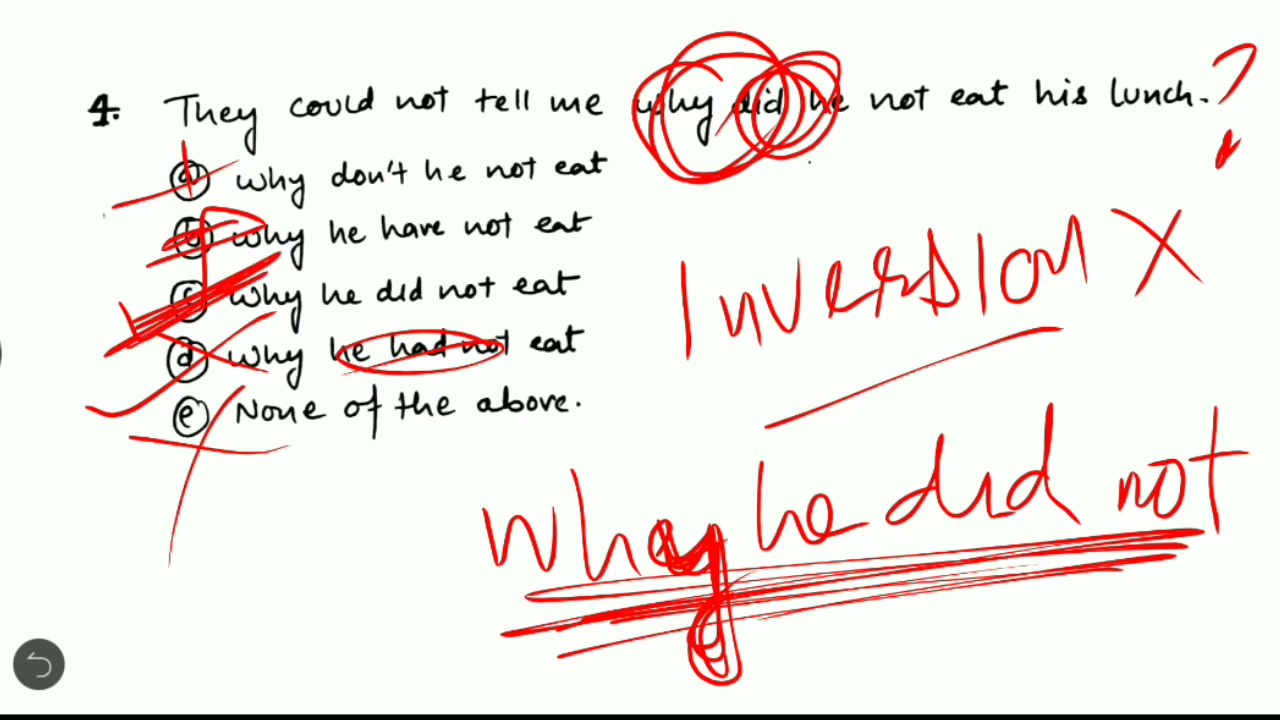 4. They could not tell me why did he not eat his lunch. ?
(a) why don't he not eat
(b) why he have not eat
(c) why he did not eat
(d) why he had not eat
(e) None of the above.
INVERSION X
Why he did not